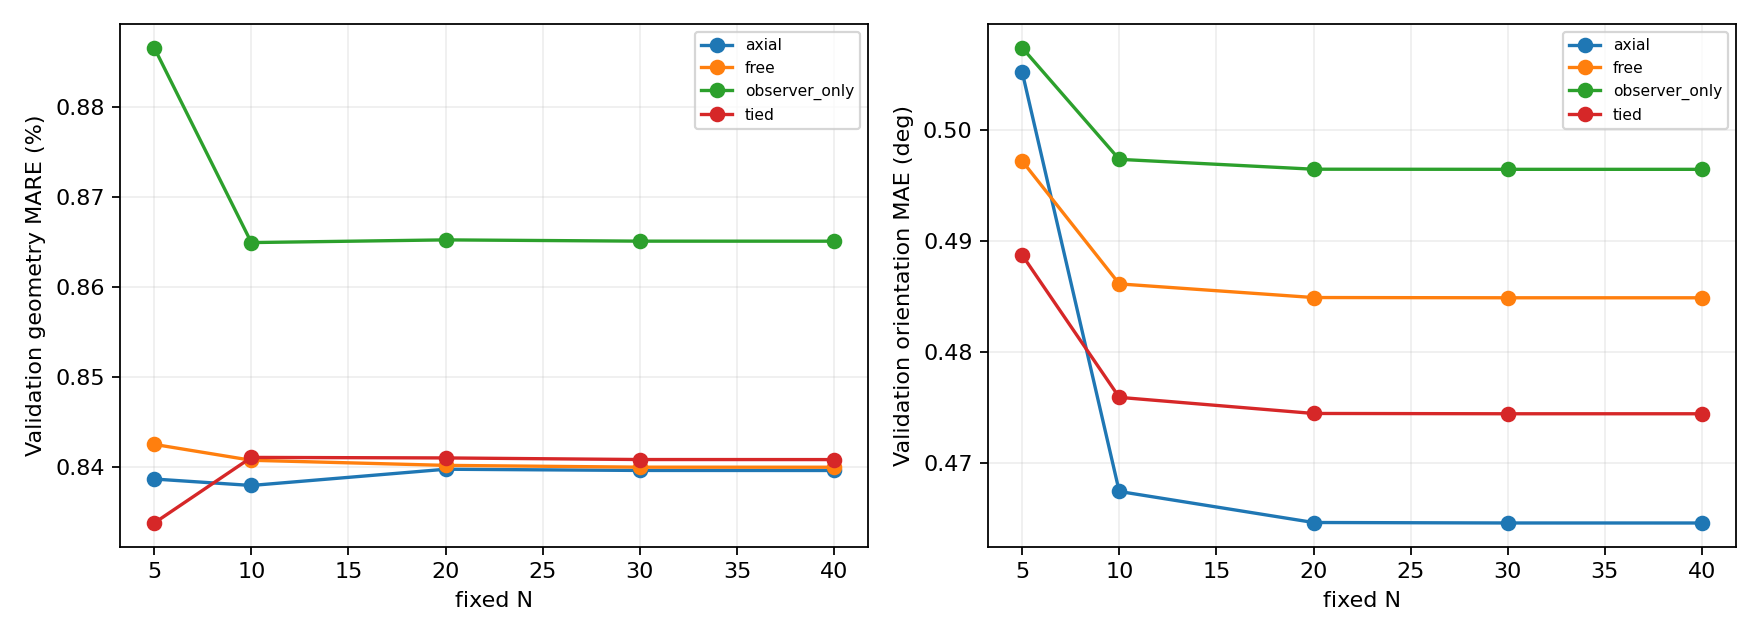 Validation geometry MARE (%)
0.88
0.87
0.86
0.85
0.84
5 10 15 20 25 30 35 40
fixed N
axial
free
observer_only
tied
Validation orientation MAE (deg)
0.50
0.49
0.48
0.47
5 10 15 20 25 30 35 40
fixed N
axial
free
observer_only
tied